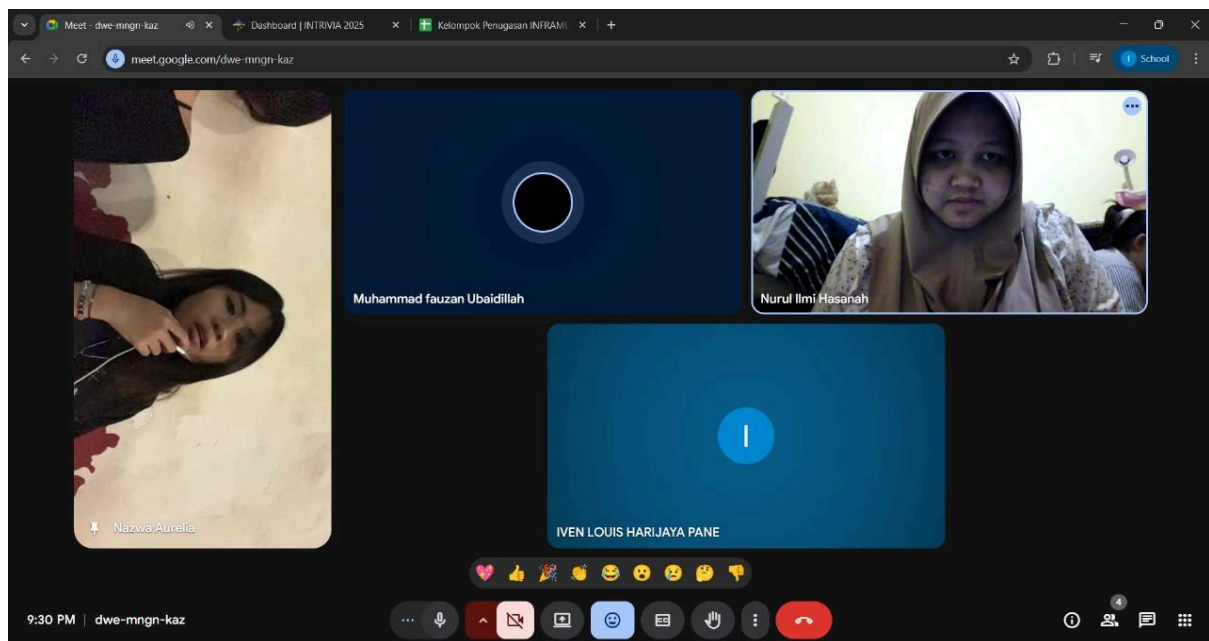 Meet - dwe-mngn-kaz
Dashboard | INTRIVIA 2025
Kelompok Penugasan INFRAMI
meet.google.com/dwe-mngn-kaz
I School
Muhammad fauzan Ubaidillah
Nurul Ilmi Hasanah
I
Nazwa Aurelia
IVEN LOUIS HARIJAYA PANE
4
9:30 PM | dwe-mngn-kaz